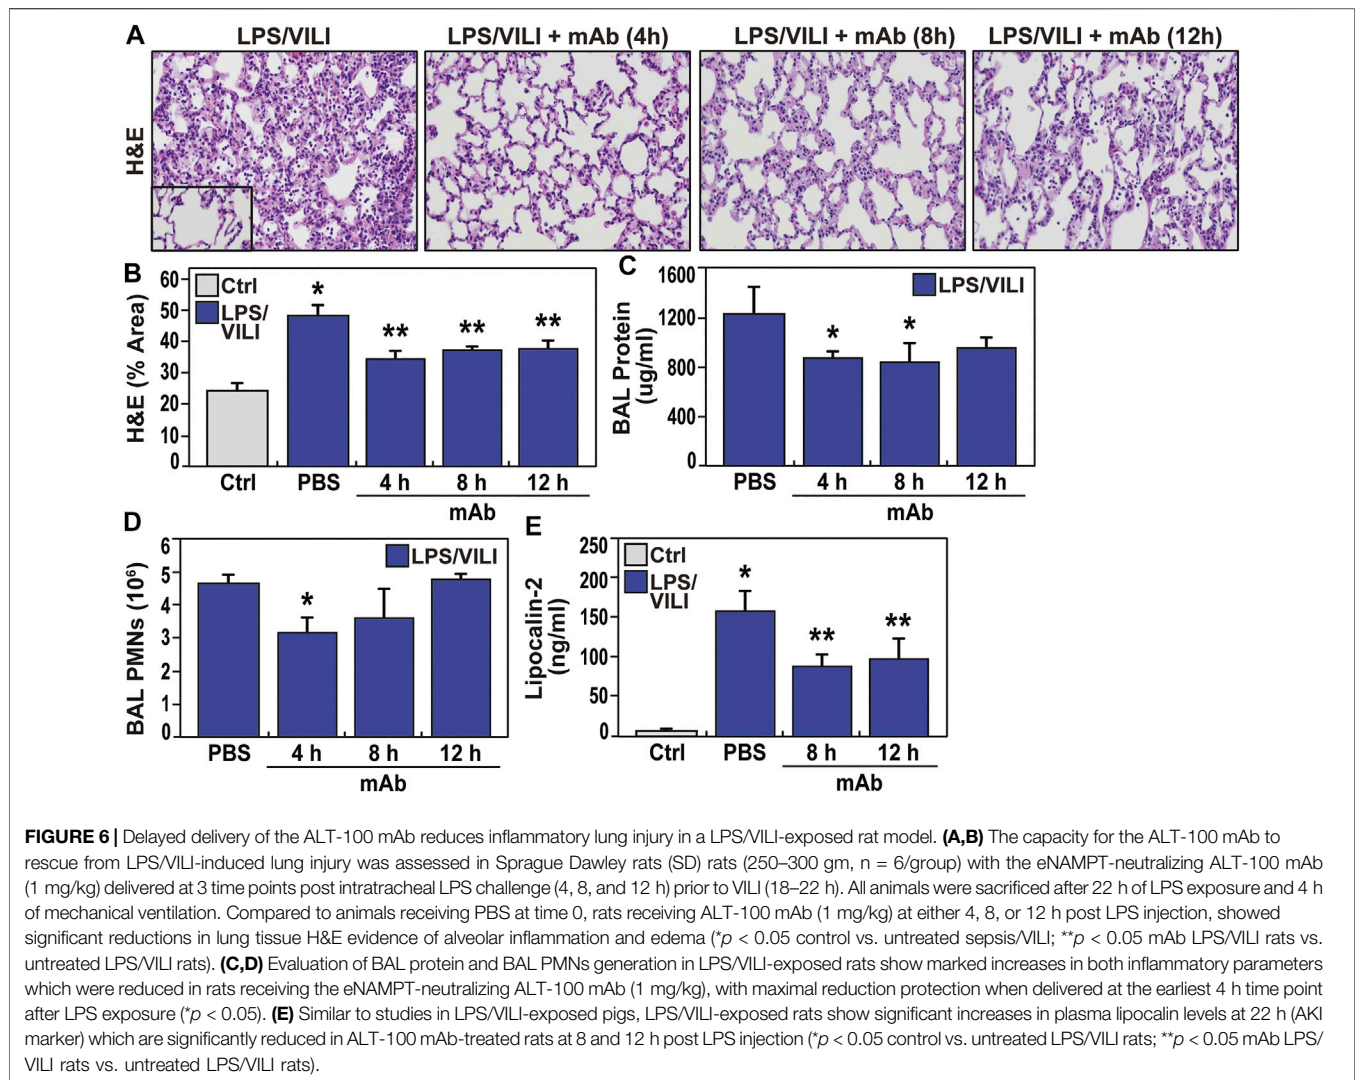 A
LPS/VILI
LPS/VILI + mAb (4h)
LPS/VILI + mAb (8h)
LPS/VILI + mAb (12h)
H&E
B
H&E (% Area)
60
50
40
30
20
10
0
Ctrl
LPS/
VILI
*
**
**
**
Ctrl
PBS
4 h
8 h
12 h
mAb
C
BAL Protein
(ug/ml)
1600
1200
800
400
0
LPS/VILI
*
*
PBS
4 h
8 h
12 h
mAb
D
BAL PMNs (10⁶)
6
5
4
3
2
1
0
LPS/VILI
*
PBS
4 h
8 h
12 h
mAb
E
Lipocalin-2
(ng/ml)
250
200
150
100
50
0
Ctrl
LPS/
VILI
*
**
**
Ctrl
PBS
8 h
12 h
mAb
FIGURE 6 | Delayed delivery of the ALT-100 mAb reduces inflammatory lung injury in a LPS/VILI-exposed rat model. (A,B) The capacity for the ALT-100 mAb to
rescue from LPS/VILI-induced lung injury was assessed in Sprague Dawley rats (SD) rats (250–300 gm, n = 6/group) with the eNAMPT-neutralizing ALT-100 mAb
(1 mg/kg) delivered at 3 time points post intratracheal LPS challenge (4, 8, and 12 h) prior to VILI (18–22 h). All animals were sacrificed after 22 h of LPS exposure and 4 h
of mechanical ventilation. Compared to animals receiving PBS at time 0, rats receiving ALT-100 mAb (1 mg/kg) at either 4, 8, or 12 h post LPS injection, showed
significant reductions in lung tissue H&E evidence of alveolar inflammation and edema (*p < 0.05 control vs. untreated sepsis/VILI; **p < 0.05 mAb LPS/VILI rats vs.
untreated LPS/VILI rats). (C,D) Evaluation of BAL protein and BAL PMNs generation in LPS/VILI-exposed rats show marked increases in both inflammatory parameters
which were reduced in rats receiving the eNAMPT-neutralizing ALT-100 mAb (1 mg/kg), with maximal reduction protection when delivered at the earliest 4 h time point
after LPS exposure (*p < 0.05). (E) Similar to studies in LPS/VILI-exposed pigs, LPS/VILI-exposed rats show significant increases in plasma lipocalin levels at 22 h (AKI
marker) which are significantly reduced in ALT-100 mAb-treated rats at 8 and 12 h post LPS injection (*p < 0.05 control vs. untreated LPS/VILI rats; **p < 0.05 mAb LPS/
VILI rats vs. untreated LPS/VILI rats).